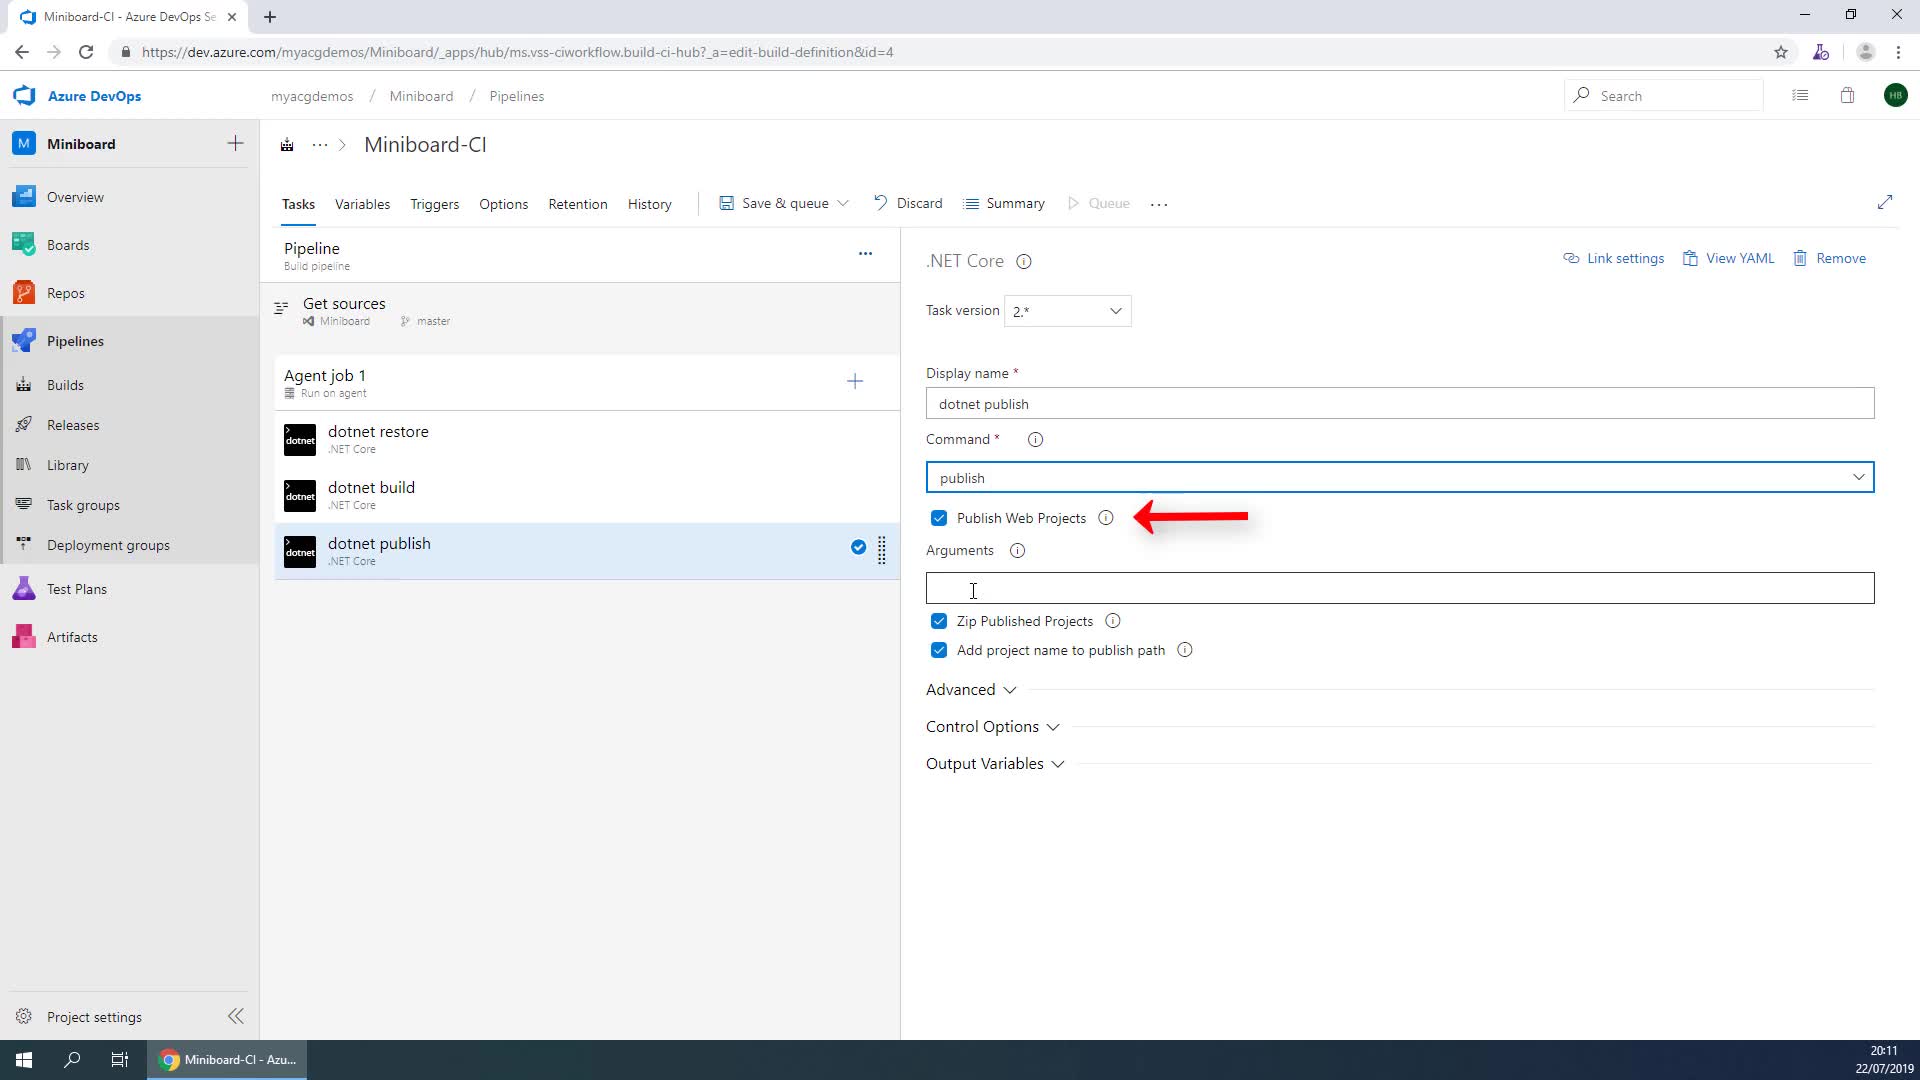 Miniboard-CI - Azure DevOps Se
https://dev.azure.com/myacgdemos/Miniboard/_apps/hub/ms.vss-ciworkflow.build-ci-hub?_a=edit-build-definition&id=4
Azure DevOps
myacgdemos / Miniboard / Pipelines
Search
HB
M Miniboard
Miniboard-CI
Overview
Boards
Repos
Pipelines
Builds
Releases
Library
Task groups
Deployment groups
Test Plans
Artifacts
Project settings
Tasks Variables Triggers Options Retention History Save & queue Discard Summary Queue
Pipeline
Build pipeline
Get sources
Miniboard master
Agent job 1
Run on agent
dotnet dotnet restore
.NET Core
dotnet dotnet build
.NET Core
dotnet dotnet publish
.NET Core
.NET Core
Link settings View YAML Remove
Task version 2.*
Display name *
dotnet publish
Command *
publish
Publish Web Projects
Arguments
Zip Published Projects
Add project name to publish path
Advanced
Control Options
Output Variables
Miniboard-CI - Azu...
20:11
22/07/2019